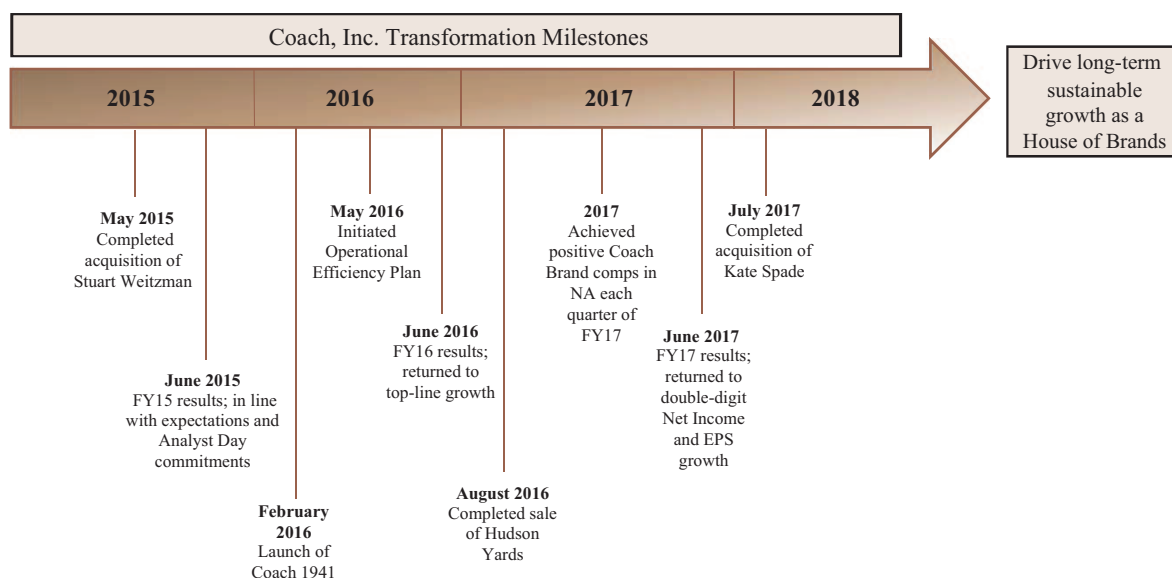 Coach, Inc. Transformation Milestones
2015
2016
2017
2018
Drive long-term
sustainable
growth as a
House of Brands
May 2015
Completed
acquisition of
Stuart Weitzman
June 2015
FY15 results; in line
with expectations and
Analyst Day
commitments
February
2016
Launch of
Coach 1941
May 2016
Initiated
Operational
Efficiency Plan
June 2016
FY16 results;
returned to
top-line growth
August 2016
Completed sale
of Hudson
Yards
2017
Achieved
positive Coach
Brand comps in
NA each
quarter of
FY17
June 2017
FY17 results;
returned to
double-digit
Net Income
and EPS
growth
July 2017
Completed
acquisition of
Kate Spade